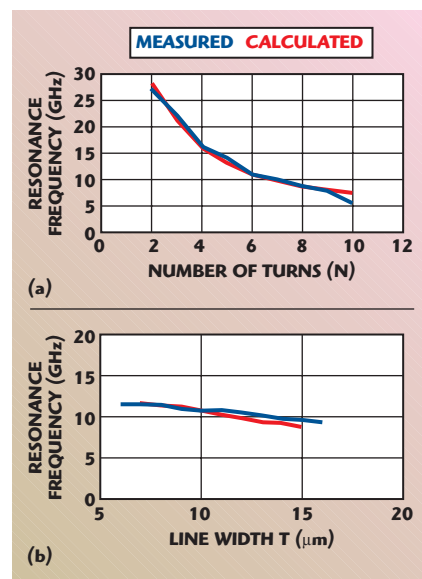 MEASURED CALCULATED
RESONANCE
FREQUENCY (GHz)
30
25
20
15
10
5
0
0 2 4 6 8 10 12
NUMBER OF TURNS (N)
(a)
RESONANCE
FREQUENCY (GHz)
20
15
10
5
0
5 10 15 20
LINE WIDTH T (μm)
(b)